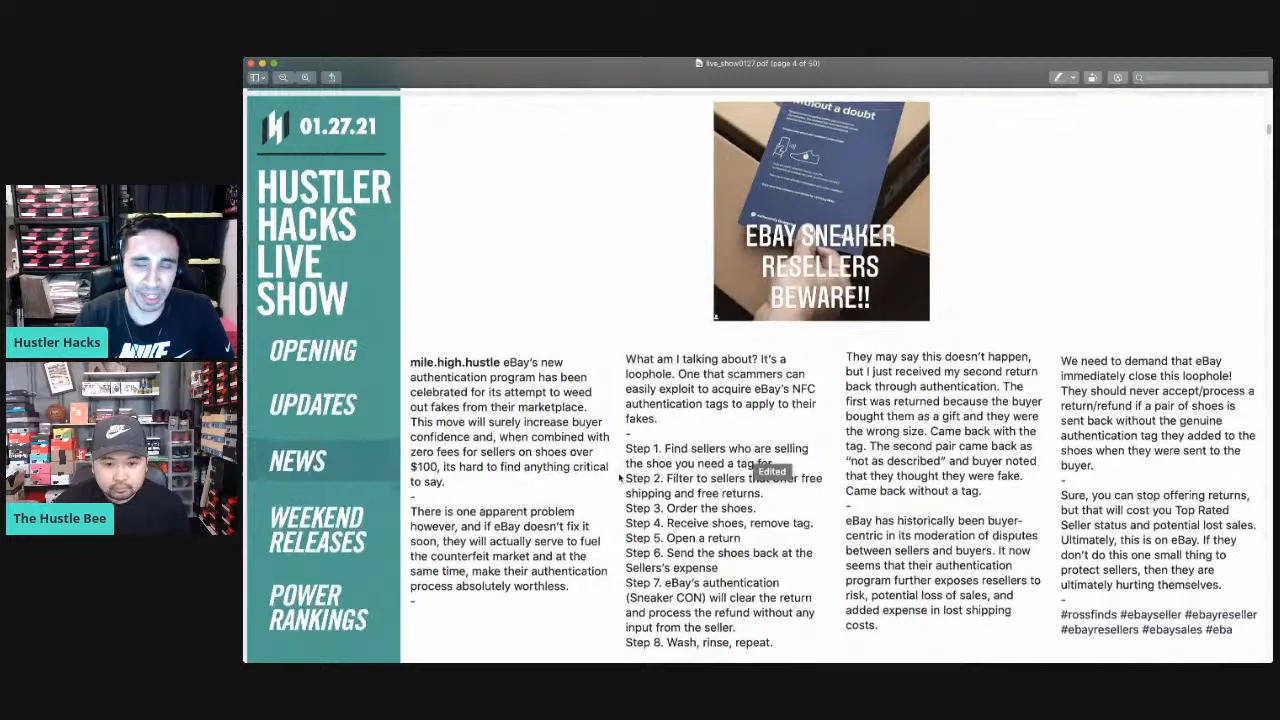 live_show0127.pdf (page 4 of 50)
01.27.21
HUSTLER
HACKS
LIVE
SHOW
OPENING
UPDATES
NEWS
WEEKEND
RELEASES
POWER
RANKINGS
Hustler Hacks
The Hustle Bee
without a doubt
EBAY SNEAKER
RESELLERS
BEWARE!!
mile.high.hustle eBay's new
authentication program has been
celebrated for its attempt to weed
out fakes from their marketplace.
This move will surely increase buyer
confidence and, when combined with
zero fees for sellers on shoes over
$100, its hard to find anything critical
to say.
-
There is one apparent problem
however, and if eBay doesn't fix it
soon, they will actually serve to fuel
the counterfeit market and at the
same time, make their authentication
process absolutely worthless.
-
What am I talking about? It's a
loophole. One that scammers can
easily exploit to acquire eBay's NFC
authentication tags to apply to their
fakes.
-
Step 1. Find sellers who are selling
the shoe you need a tag for.
Edited
Step 2. Filter to sellers that offer free
shipping and free returns.
Step 3. Order the shoes.
Step 4. Receive shoes, remove tag.
Step 5. Open a return
Step 6. Send the shoes back at the
Seller's expense
Step 7. eBay's authentication
(Sneaker CON) will clear the return
and process the refund without any
input from the seller.
Step 8. Wash, rinse, repeat.
They may say this doesn't happen,
but I just received my second return
back through authentication. The
first was returned because the buyer
bought them as a gift and they were
the wrong size. Came back with the
tag. The second pair came back as
"not as described" and buyer noted
that they thought they were fake.
Came back without a tag.
-
eBay has historically been buyer-
centric in its moderation of disputes
between sellers and buyers. It now
seems that their authentication
program further exposes resellers to
risk, potential loss of sales, and
added expense in lost shipping
costs.
We need to demand that eBay
immediately close this loophole!
They should never accept/process a
return/refund if a pair of shoes is
sent back without the genuine
authentication tag they added to the
shoes when they were sent to the
buyer.
-
Sure, you can stop offering returns,
but that will cost you Top Rated
Seller status and potential lost sales.
Ultimately, this is on eBay. If they
don't do this one small thing to
protect sellers, then they are
ultimately hurting themselves.
-
#rossfinds #ebayseller #ebayreseller
#ebayresellers #ebaysales #eba